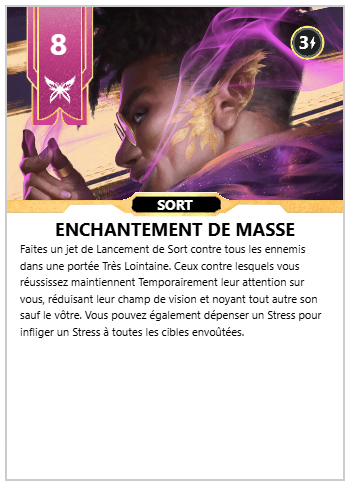 8
3
SORT
ENCHANTEMENT DE MASSE
Faites un jet de Lancement de Sort contre tous les ennemis
dans une portée Très Lointaine. Ceux contre lesquels vous
réussissez maintiennent Temporairement leur attention sur
vous, réduisant leur champ de vision et noyant tout autre son
sauf le vôtre. Vous pouvez également dépenser un Stress pour
infliger un Stress à toutes les cibles envoûtées.